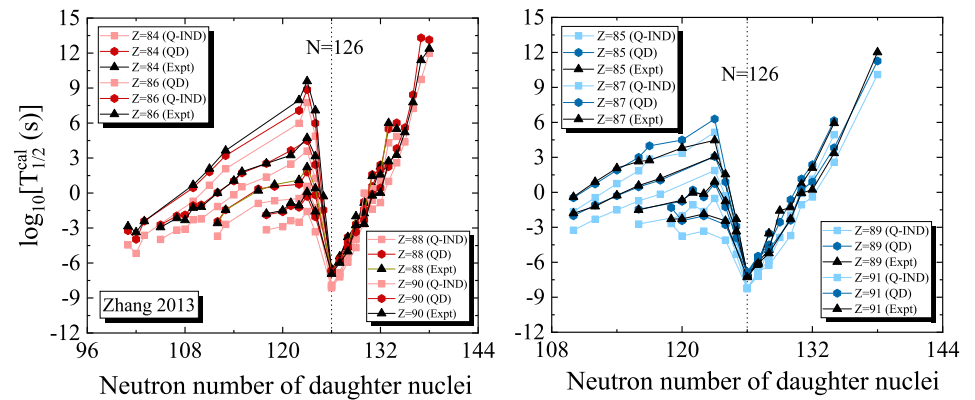 Z=84 (Q-IND)
Z=84 (QD)
Z=84 (Expt)
Z=86 (QD)
Z=86 (Q-IND)
Z=86 (Expt)
N=126
Z=88 (Q-IND)
Z=88 (QD)
Z=88 (Expt)
Z=90 (Q-IND)
Z=90 (QD)
Z=90 (Expt)
Zhang 2013
log10[T1/2cal (s)]
15
12
9
6
3
0
-3
-6
-9
-12
96
108
120
132
144
Neutron number of daughter nuclei
Z=85 (Q-IND)
Z=85 (QD)
Z=85 (Expt)
Z=87 (Q-IND)
Z=87 (QD)
Z=87 (Expt)
N=126
Z=89 (Q-IND)
Z=89 (QD)
Z=89 (Expt)
Z=91 (Q-IND)
Z=91 (QD)
Z=91 (Expt)
15
12
9
6
3
0
-3
-6
-9
-12
108
120
132
144
Neutron number of daughter nuclei